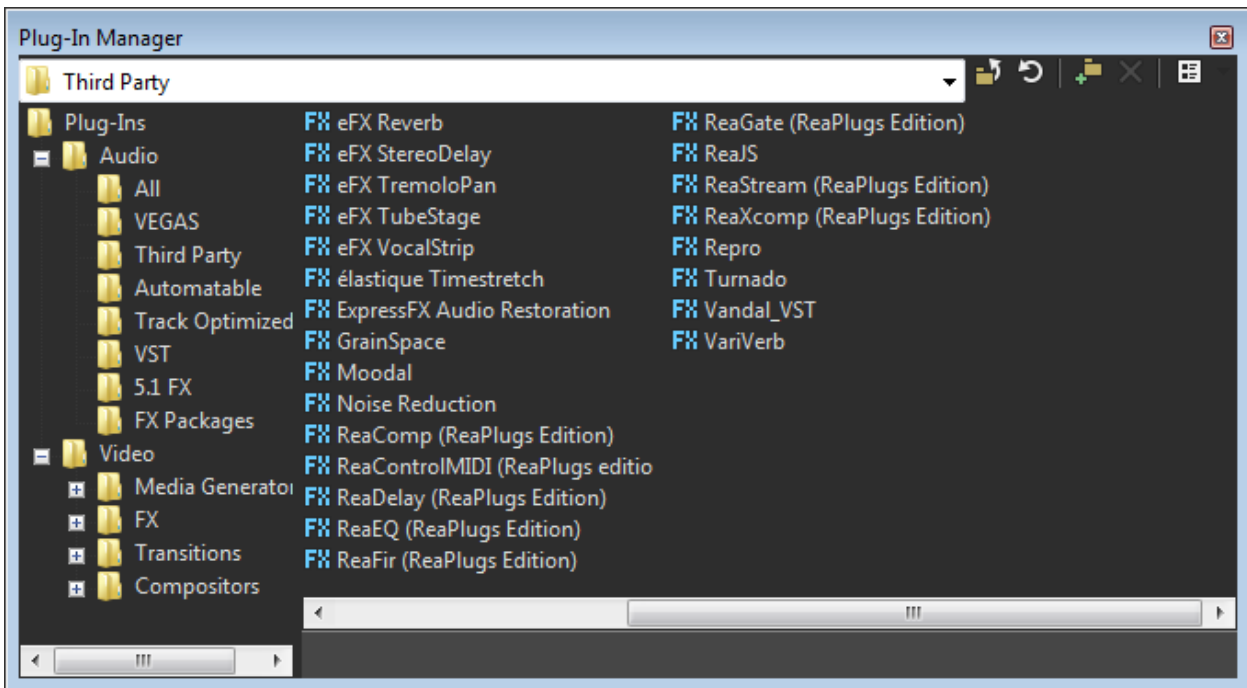 Plug-In Manager
Third Party
Plug-Ins
Audio
All
VEGAS
Third Party
Automatable
Track Optimized
VST
5.1 FX
FX Packages
Video
Media Generator
FX
Transitions
Compositors
FX eFX Reverb
FX eFX StereoDelay
FX eFX TremoloPan
FX eFX TubeStage
FX eFX VocalStrip
FX élastique Timestretch
FX ExpressFX Audio Restoration
FX GrainSpace
FX Moodal
FX Noise Reduction
FX ReaComp (ReaPlugs Edition)
FX ReaControlMIDI (ReaPlugs editio
FX ReaDelay (ReaPlugs Edition)
FX ReaEQ (ReaPlugs Edition)
FX ReaFir (ReaPlugs Edition)
FX ReaGate (ReaPlugs Edition)
FX ReaJS
FX ReaStream (ReaPlugs Edition)
FX ReaXcomp (ReaPlugs Edition)
FX Repro
FX Turnado
FX Vandal_VST
FX VariVerb